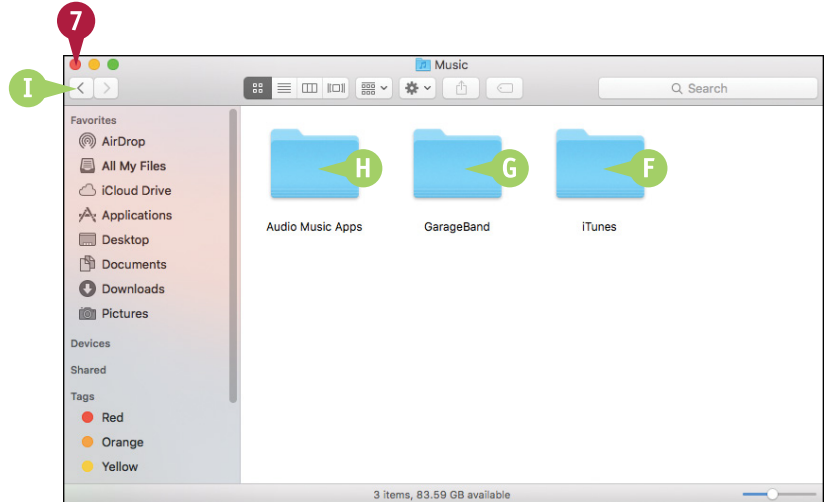 7
Music
I
Search
Favorites
AirDrop
All My Files
iCloud Drive
Applications
Desktop
Documents
Downloads
Pictures
Devices
Shared
Tags
Red
Orange
Yellow
H
G
F
Audio Music Apps
GarageBand
iTunes
3 items, 83.59 GB available